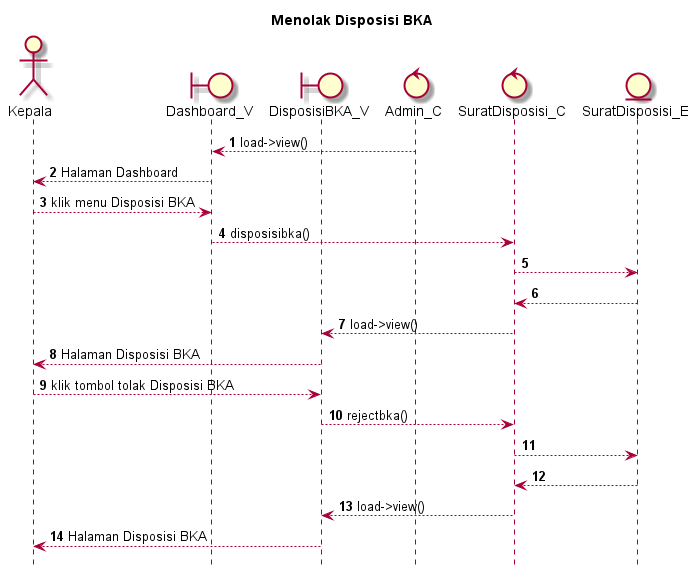 Menolak Disposisi BKA
Kepala
Dashboard_V
DisposisiBKA_V
Admin_C
SuratDisposisi_C
SuratDisposisi_E
1 load->view()
2 Halaman Dashboard
3 klik menu Disposisi BKA
4 disposisibka()
5
6
7 load->view()
8 Halaman Disposisi BKA
9 klik tombol tolak Disposisi BKA
10 rejectbka()
11
12
13 load->view()
14 Halaman Disposisi BKA